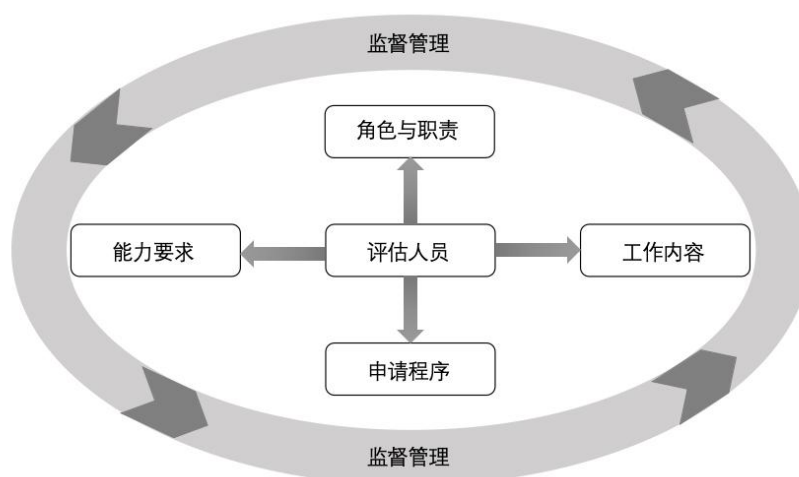 监督管理
角色与职责
能力要求
评估人员
工作内容
申请程序
监督管理